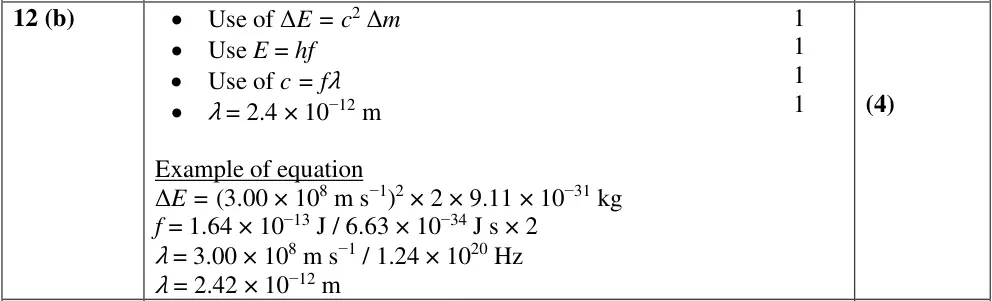 12 (b)
• Use of ΔE = c² Δm 1
• Use E = hf 1
• Use of c = fλ 1
• λ = 2.4 × 10⁻¹² m 1 (4)
Example of equation
ΔE = (3.00 × 10⁸ m s⁻¹)² × 2 × 9.11 × 10⁻³¹ kg
f = 1.64 × 10⁻¹³ J / 6.63 × 10⁻³⁴ J s × 2
λ = 3.00 × 10⁸ m s⁻¹ / 1.24 × 10²⁰ Hz
λ = 2.42 × 10⁻¹² m